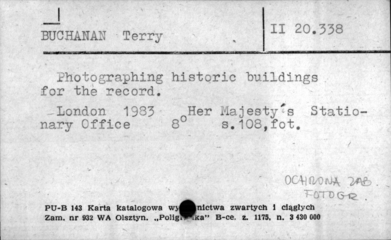 BUCHANAN Terry
II 20.338
Photographing historic buildings
for the record.
London 1983 Her Majesty's Statio-
nary Office 8° s.108,fot.
OCHRONA ZAB.
FOTOGR.
PU-B 143 Karta katalogowa wy nictwa zwartych i ciągłych
Zam. nr 932 WA Olsztyn. „Poligr ka" B-ce. z. 1175. n. 3 430 000